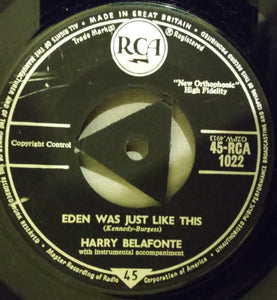 MADE IN GREAT BRITAIN
RCA
Trade Mark(s) ®Registered
"New Orthophonic"
High Fidelity
Copyright Control
45-RCA
1022
EDEN WAS JUST LIKE THIS
(Kennedy-Burgess)
HARRY BELAFONTE
with instrumental accompaniment
45
Master Recording of Radio Corporation of America